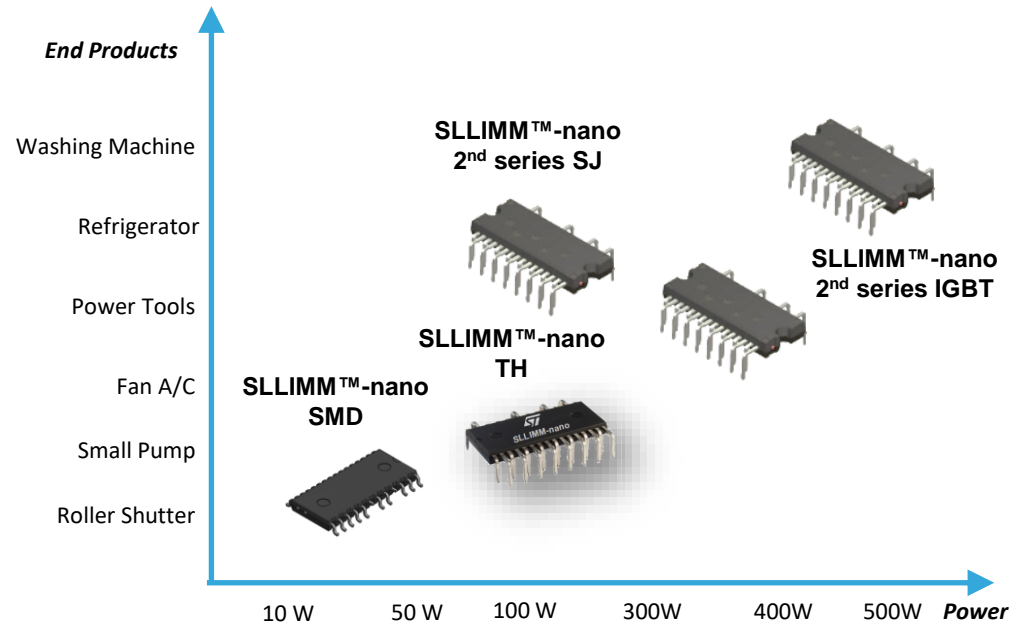 End Products
Washing Machine
Refrigerator
Power Tools
Fan A/C
Small Pump
Roller Shutter
SLLIMM™-nano
2nd series SJ
SLLIMM™-nano
2nd series IGBT
SLLIMM™-nano
TH
SLLIMM™-nano
SMD
ST
SLLIMM-nano
10 W
50 W
100 W
300W
400W
500W
Power